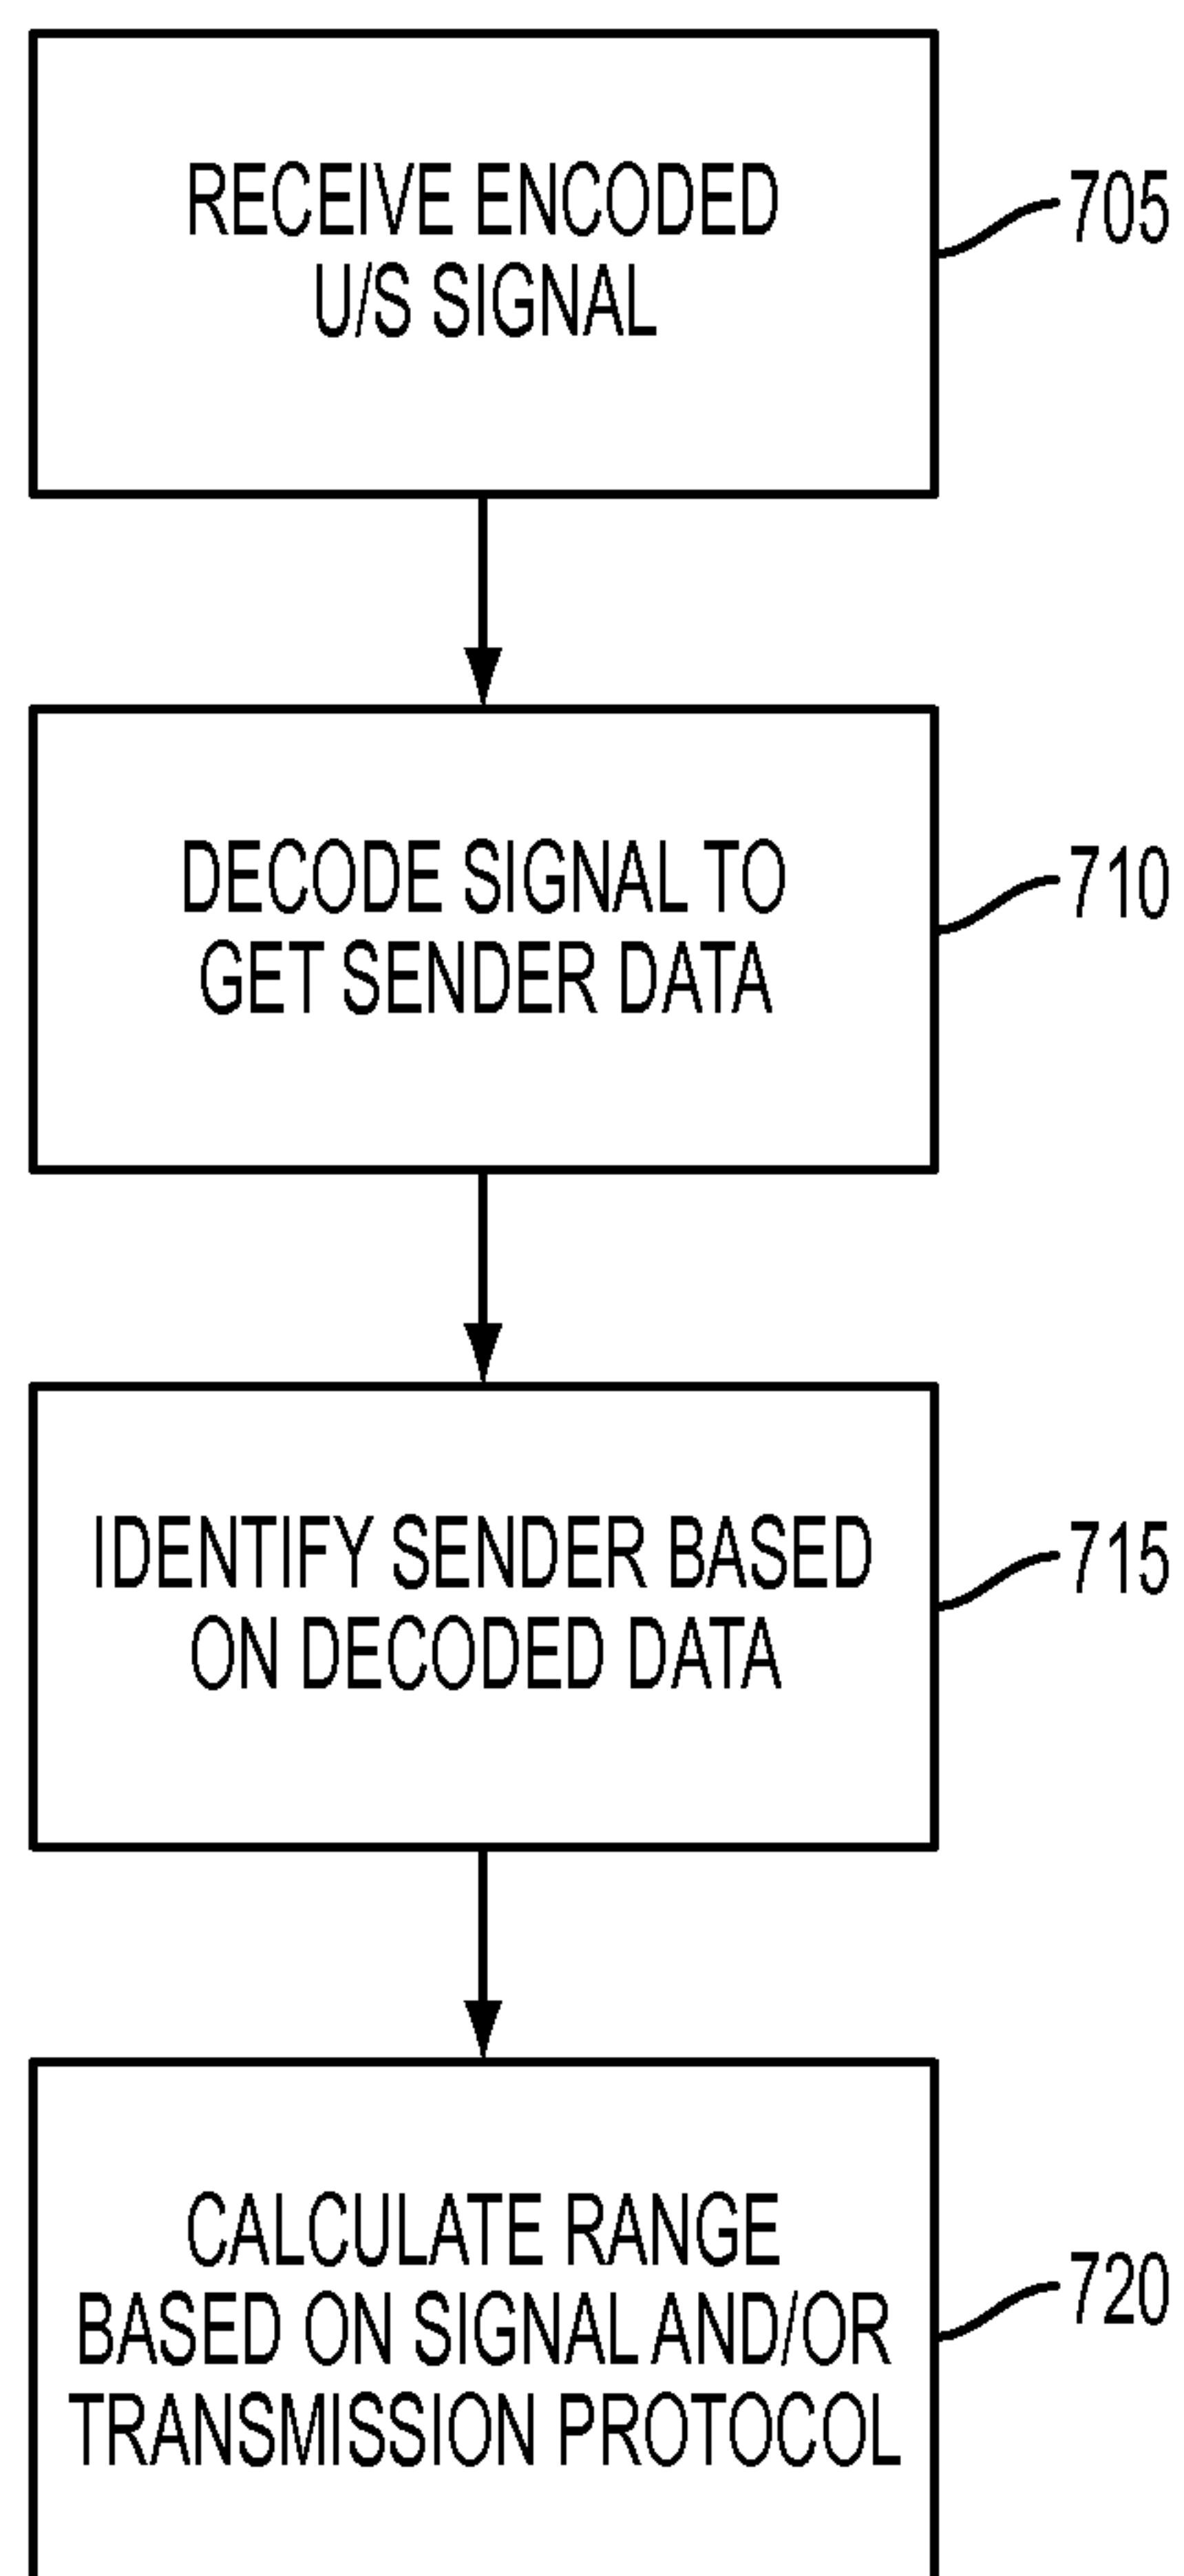 RECEIVE ENCODED
U/S SIGNAL
705
DECODE SIGNAL TO
GET SENDER DATA
710
IDENTIFY SENDER BASED
ON DECODED DATA
715
CALCULATE RANGE
BASED ON SIGNAL AND/OR
TRANSMISSION PROTOCOL
720